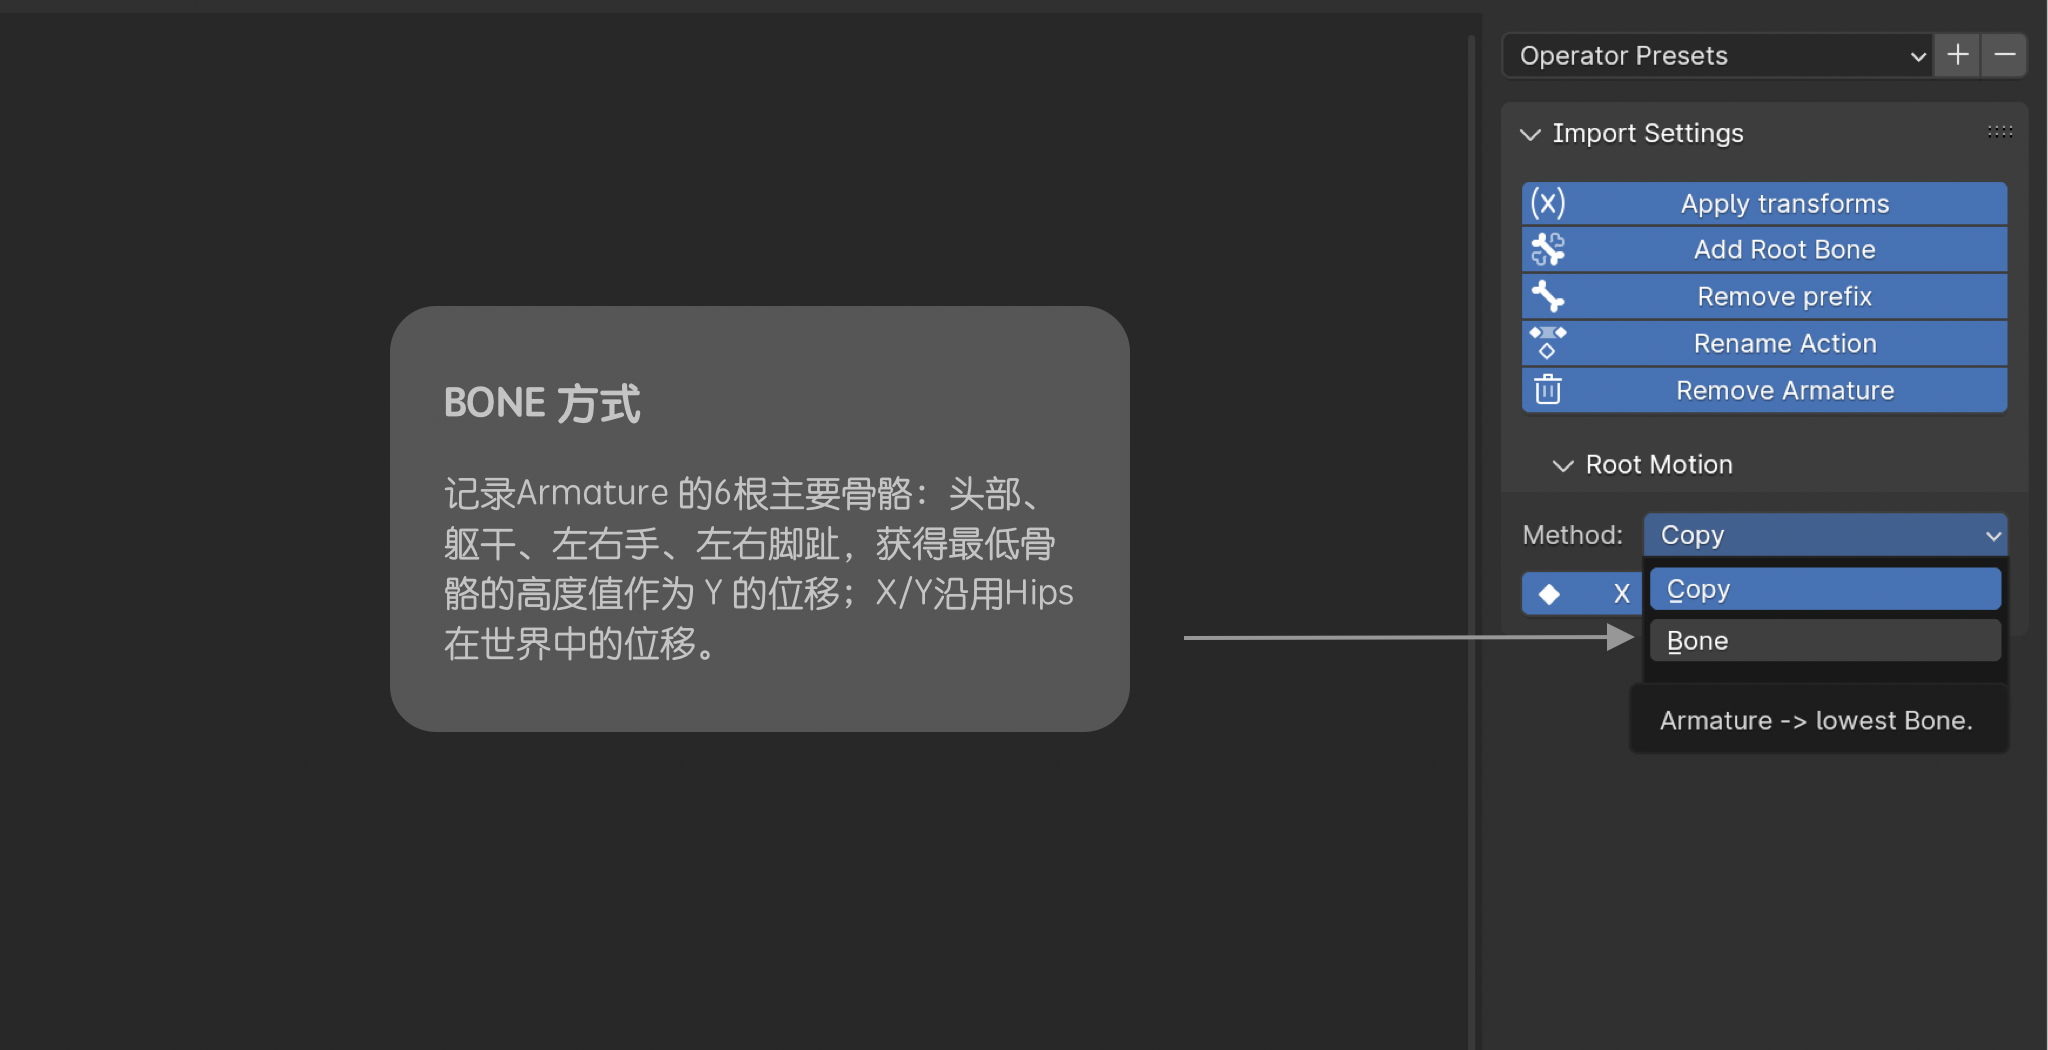 BONE 方式
记录Armature 的6根主要骨骼：头部、
躯干、左右手、左右脚趾，获得最低骨
骼的高度值作为 Y 的位移；X/Y沿用Hips
在世界中的位移。
Operator Presets
Import Settings
Apply transforms
Add Root Bone
Remove prefix
Rename Action
Remove Armature
Root Motion
Method: Copy
X
Copy
Bone
Armature -> lowest Bone.